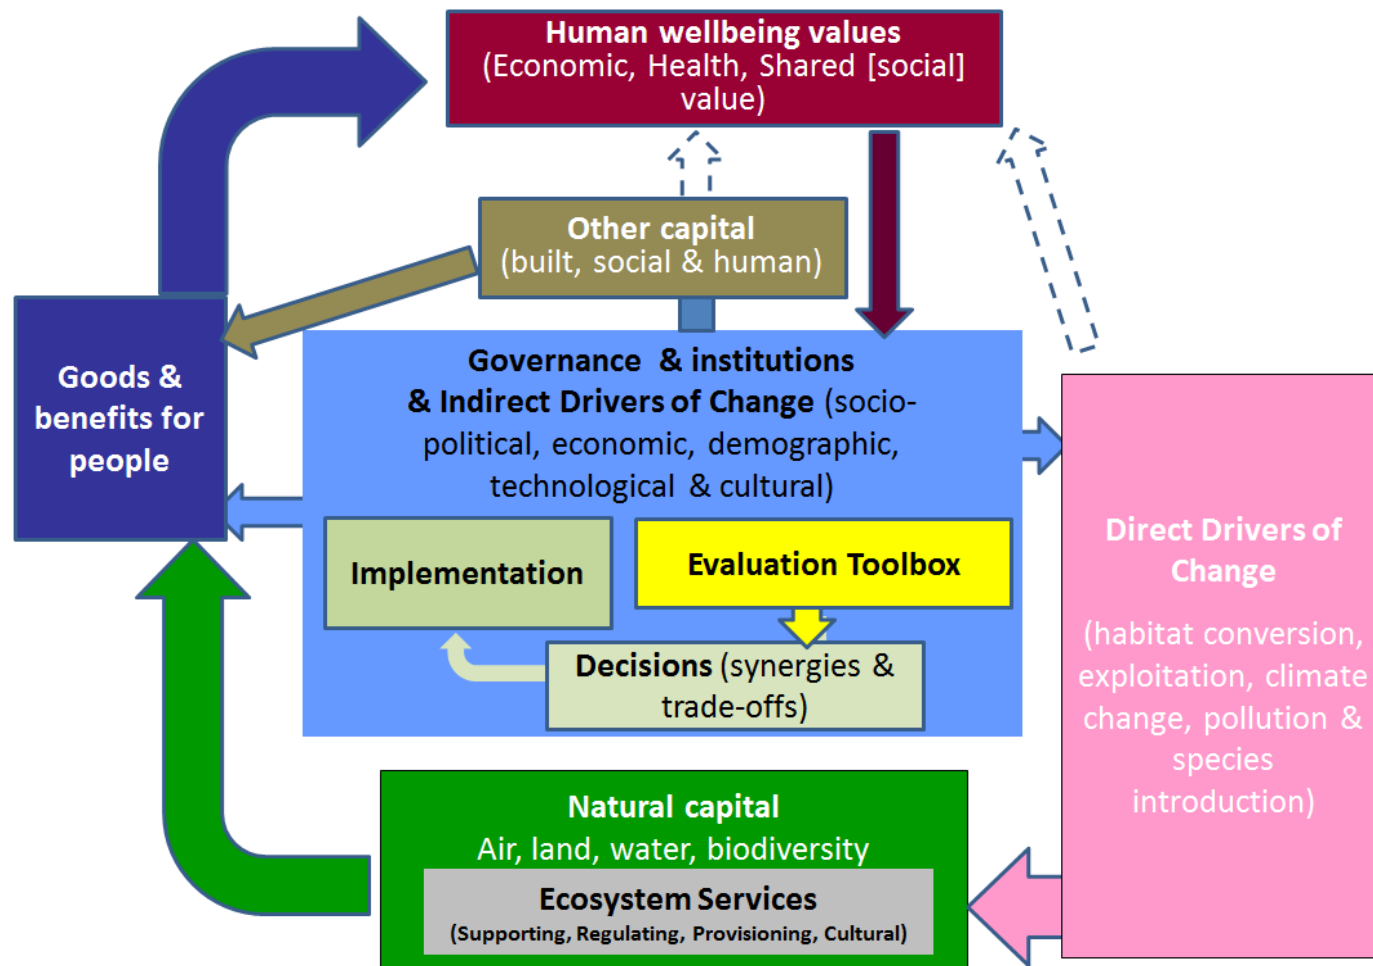 Human wellbeing values
(Economic, Health, Shared [social]
value)
Other capital
(built, social & human)
Goods &
benefits for
people
Governance & institutions
& Indirect Drivers of Change (socio-
political, economic, demographic,
technological & cultural)
Implementation
Evaluation Toolbox
Decisions (synergies &
trade-offs)
Direct Drivers of
Change
(habitat conversion,
exploitation, climate
change, pollution &
species
introduction)
Natural capital
Air, land, water, biodiversity
Ecosystem Services
(Supporting, Regulating, Provisioning, Cultural)